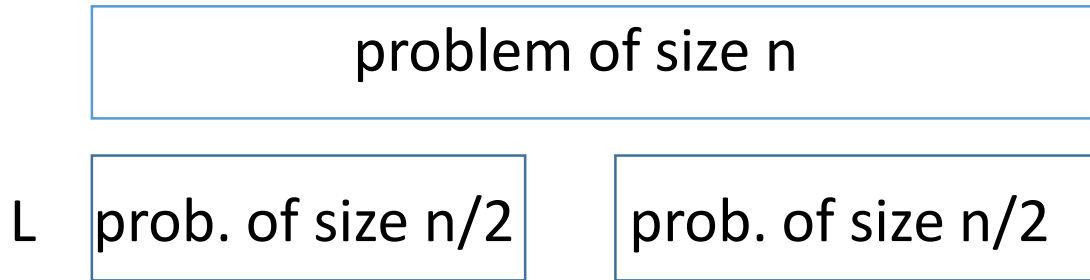 problem of size n
L prob. of size n/2 prob. of size n/2